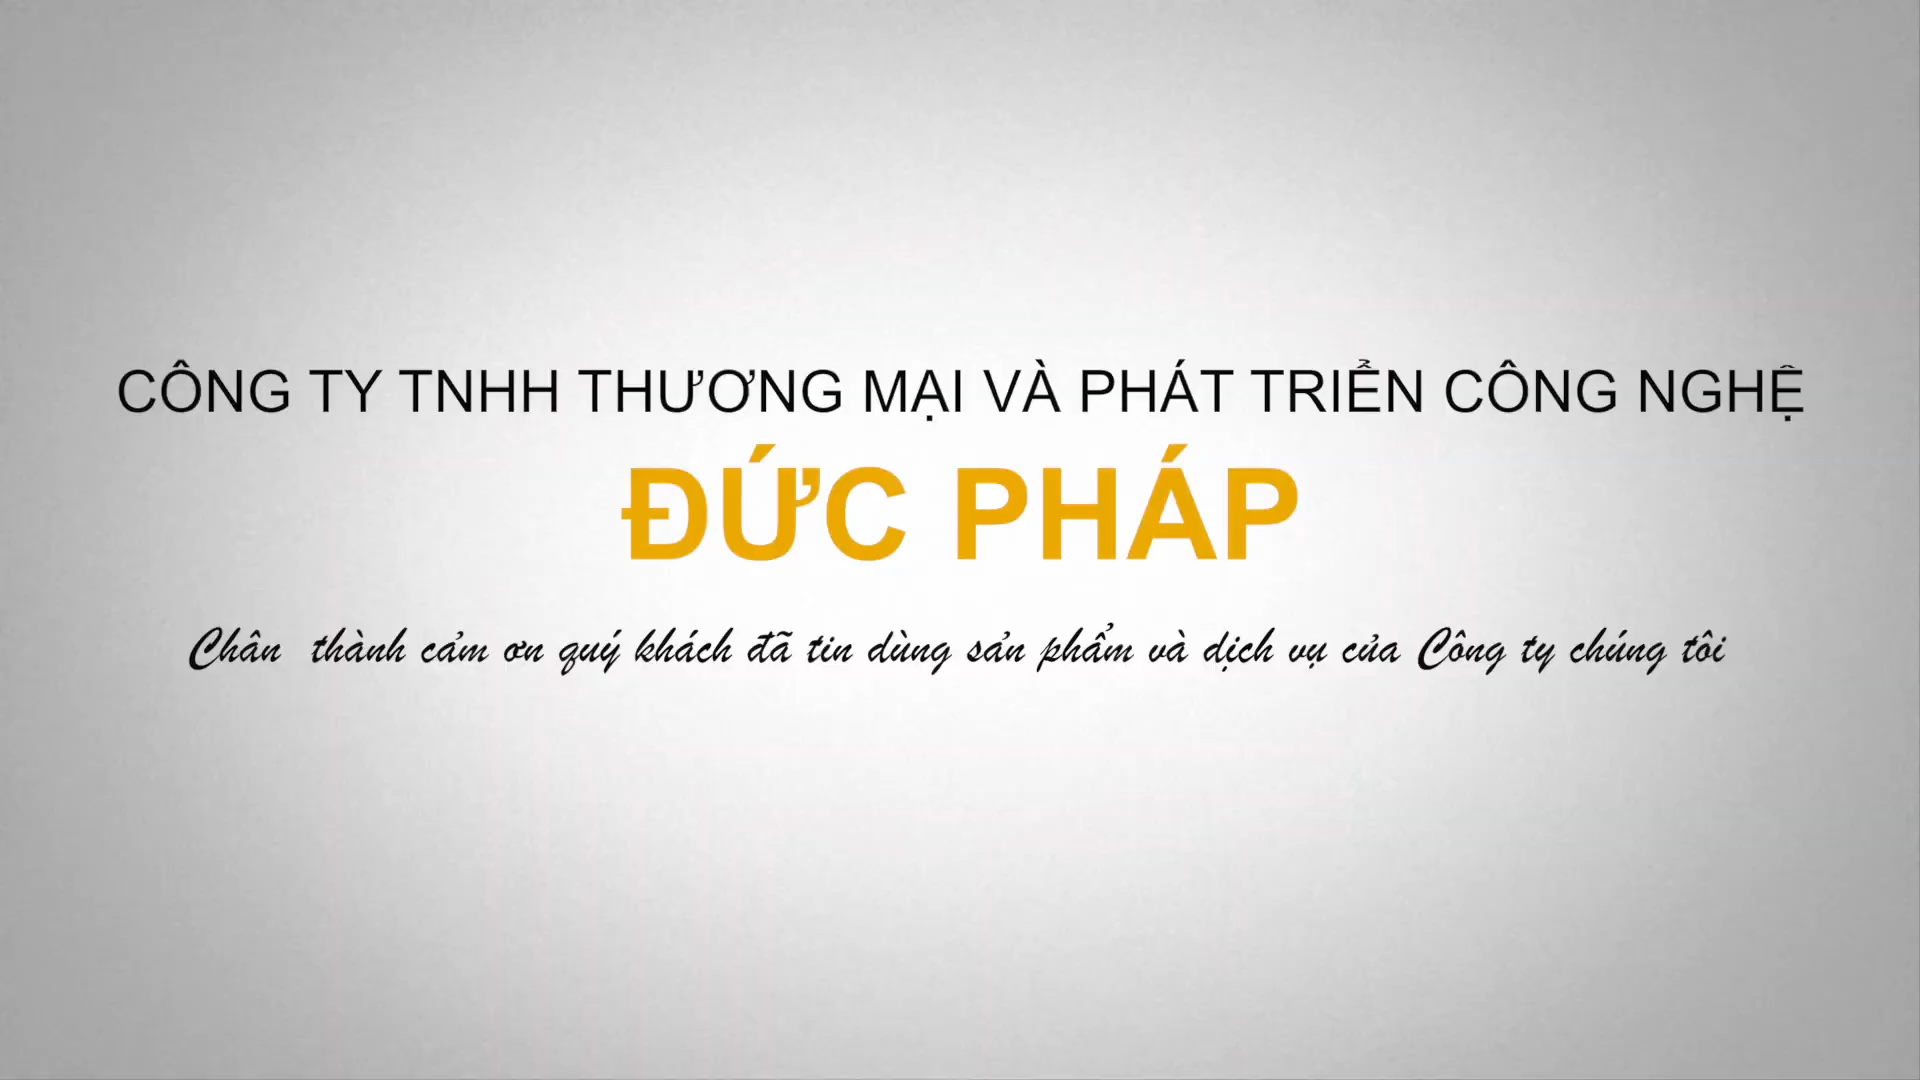 CÔNG TY TNHH THƯƠNG MẠI VÀ PHÁT TRIỂN CÔNG NGHỆ
ĐỨC PHÁP
Chân thành cảm ơn quý khách đã tin dùng sản phẩm và dịch vụ của Công ty chúng tôi